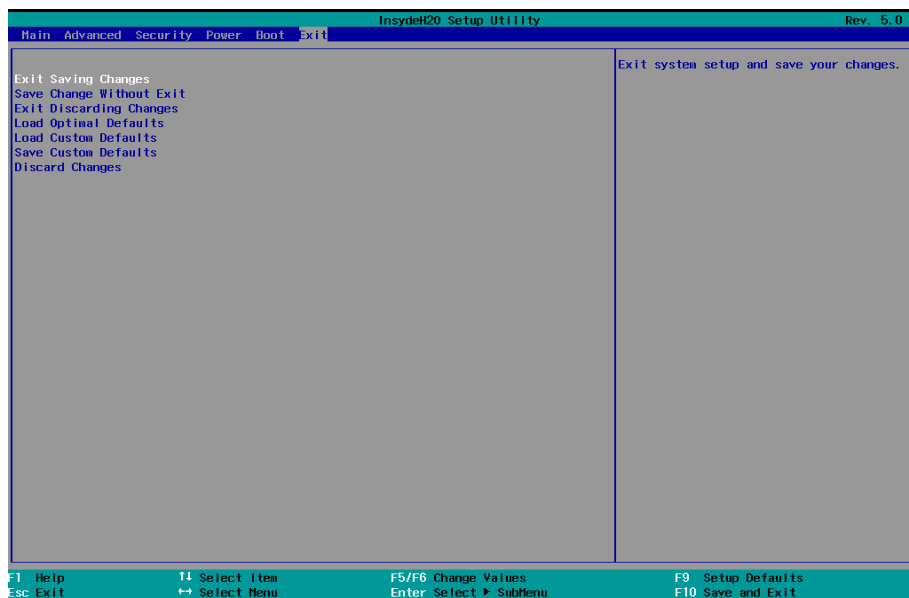 InsydeH20 Setup Utility Rev. 5.0
Main Advanced Security Power Boot Exit
Exit system setup and save your changes.
Exit Saving Changes
Save Change Without Exit
Exit Discarding Changes
Load Optimal Defaults
Load Custom Defaults
Save Custom Defaults
Discard Changes
F1 Help ↑↓ Select Item F5/F6 Change Values F9 Setup Defaults
Esc Exit ↔ Select Menu Enter Select ▶ SubMenu F10 Save and Exit